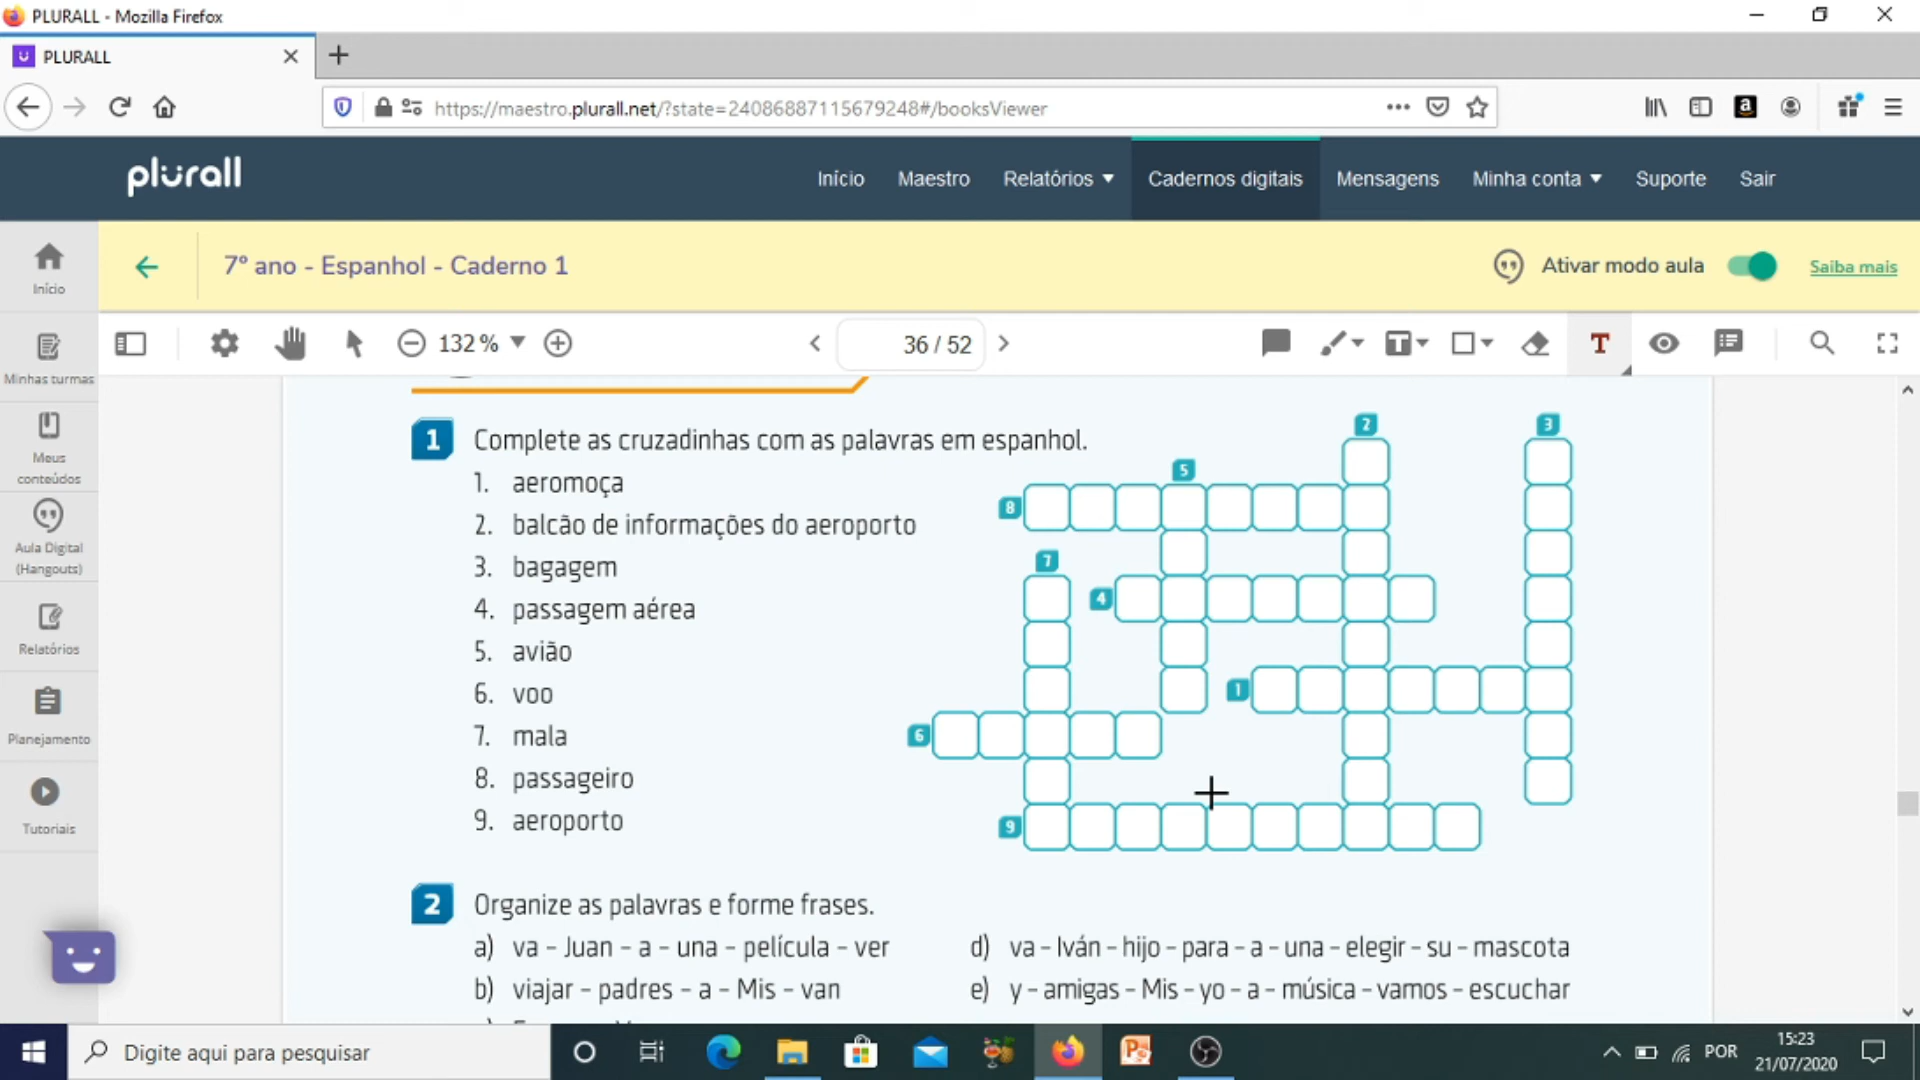 PLURALL - Mozilla Firefox
PLURALL
https://maestro.plurall.net/?state=24086887115679248#/booksViewer
plurall
Início
Maestro
Relatórios
Cadernos digitais
Mensagens
Minha conta
Suporte
Sair
7º ano - Espanhol - Caderno 1
Ativar modo aula
Saiba mais
Início
Minhas turmas
Meus
conteúdos
Aula Digital
(Hangouts)
Relatórios
Planejamento
Tutoriais
132 %
36 / 52
1 Complete as cruzadinhas com as palavras em espanhol.
1. aeromoça
2. balcão de informações do aeroporto
3. bagagem
4. passagem aérea
5. avião
6. voo
7. mala
8. passageiro
9. aeroporto
2
3
5
8
7
4
1
6
9
2 Organize as palavras e forme frases.
a) va – Juan – a – una – película – ver
b) viajar – padres – a – Mis – van
d) va – Iván – hijo – para – a – una – elegir – su – mascota
e) y – amigas – Mis – yo – a – música – vamos – escuchar
Digite aqui para pesquisar
POR
15:23
21/07/2020